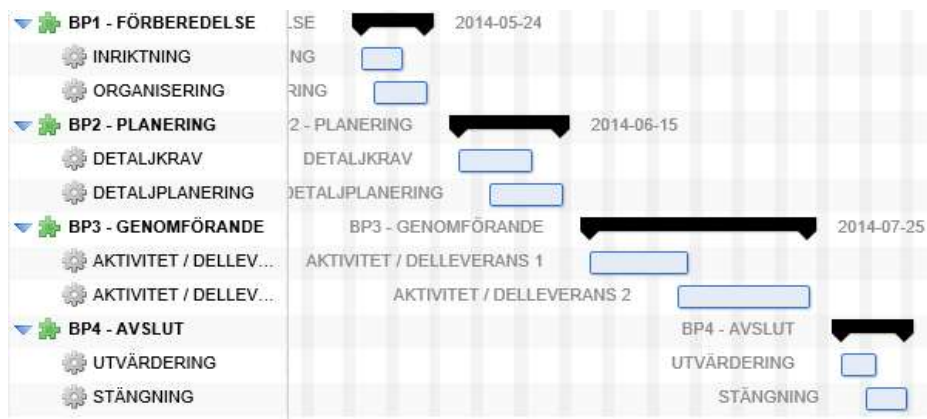 BP1 - FÖRBEREDELSE LSE 2014-05-24
INRIKTNING NG
ORGANISERING RING
BP2 - PLANERING 2 - PLANERING 2014-06-15
DETALJKRAV DETALJKRAV
DETALJPLANERING DETALJPLANERING
BP3 - GENOMFÖRANDE BP3 - GENOMFÖRANDE 2014-07-25
AKTIVITET / DELLEV... AKTIVITET / DELLEVERANS 1
AKTIVITET / DELLEV... AKTIVITET / DELLEVERANS 2
BP4 - AVSLUT BP4 - AVSLUT
UTVÄRDERING UTVÄRDERING
STÄNGNING STÄNGNING